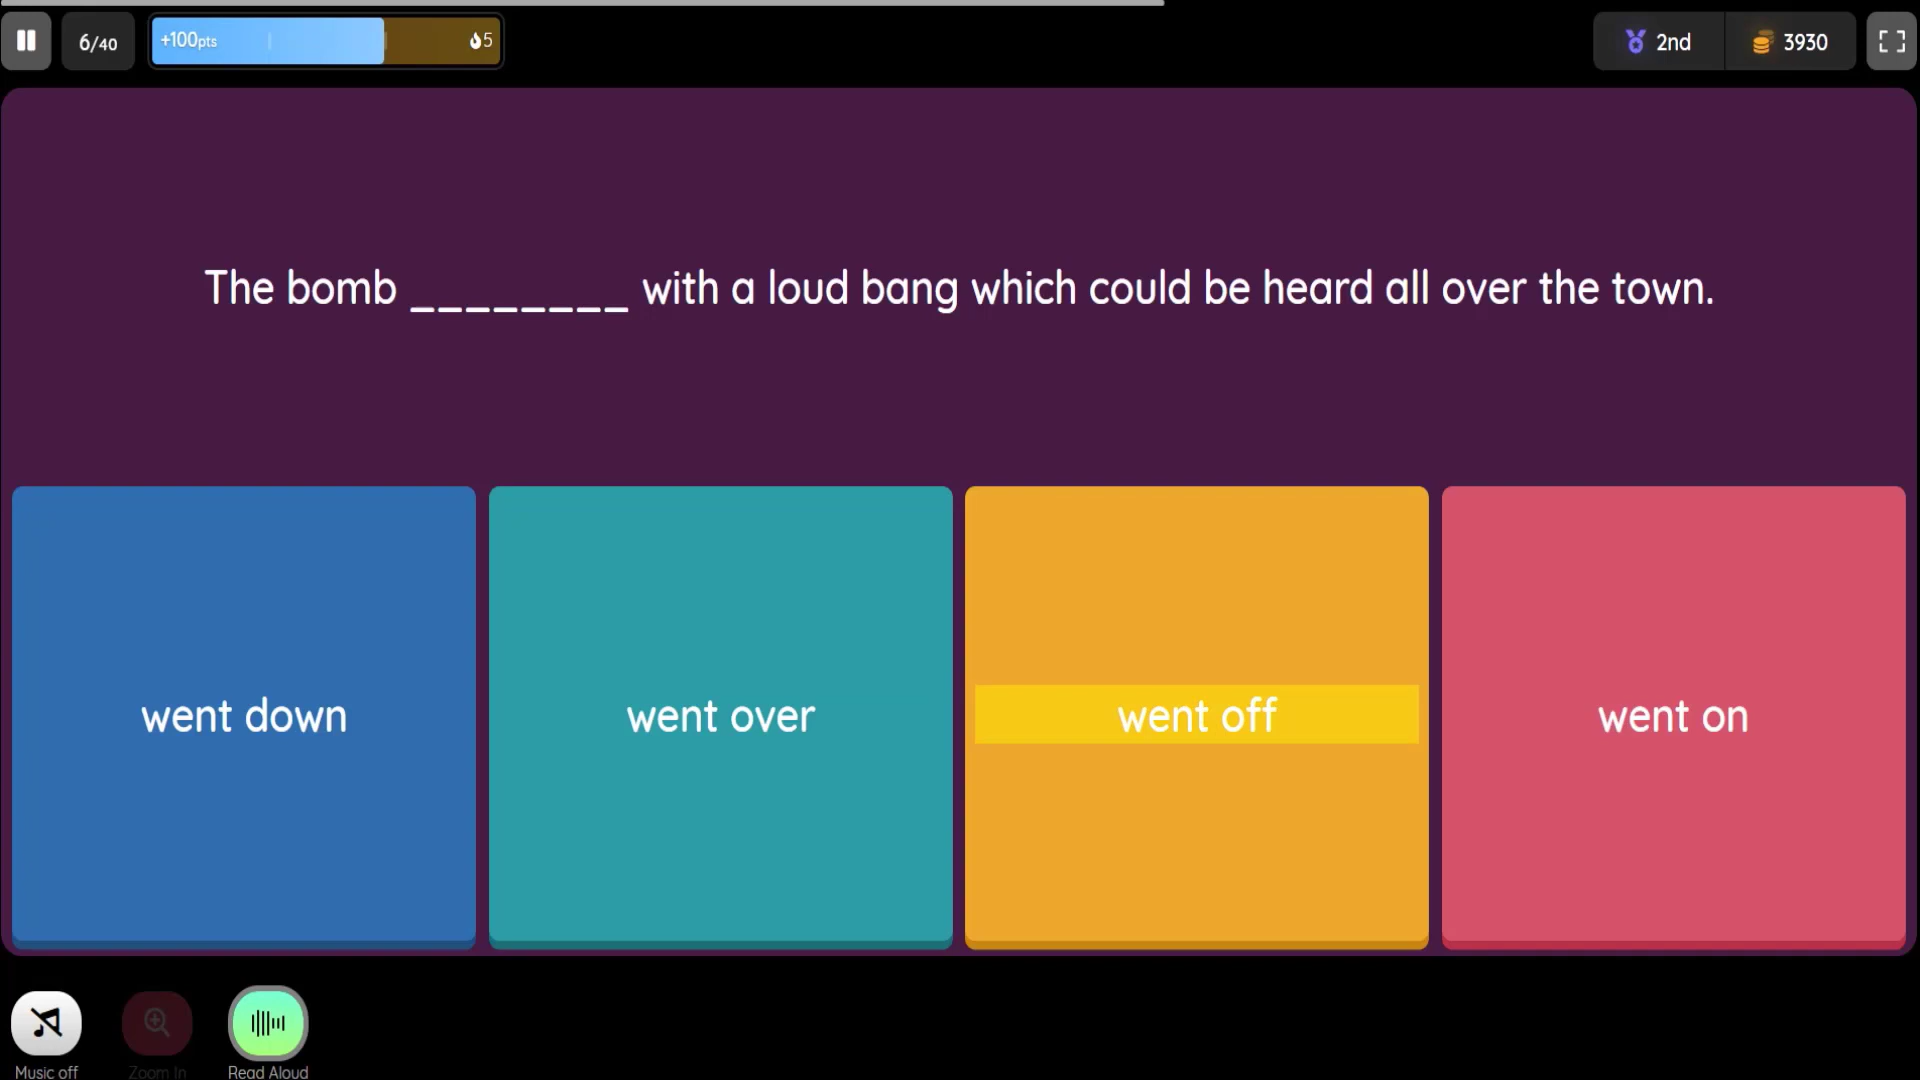 6/40
+100pts
5
2nd
3930
The bomb ________ with a loud bang which could be heard all over the town.
went down
went over
went off
went on
Music off
Zoom In
Read Aloud